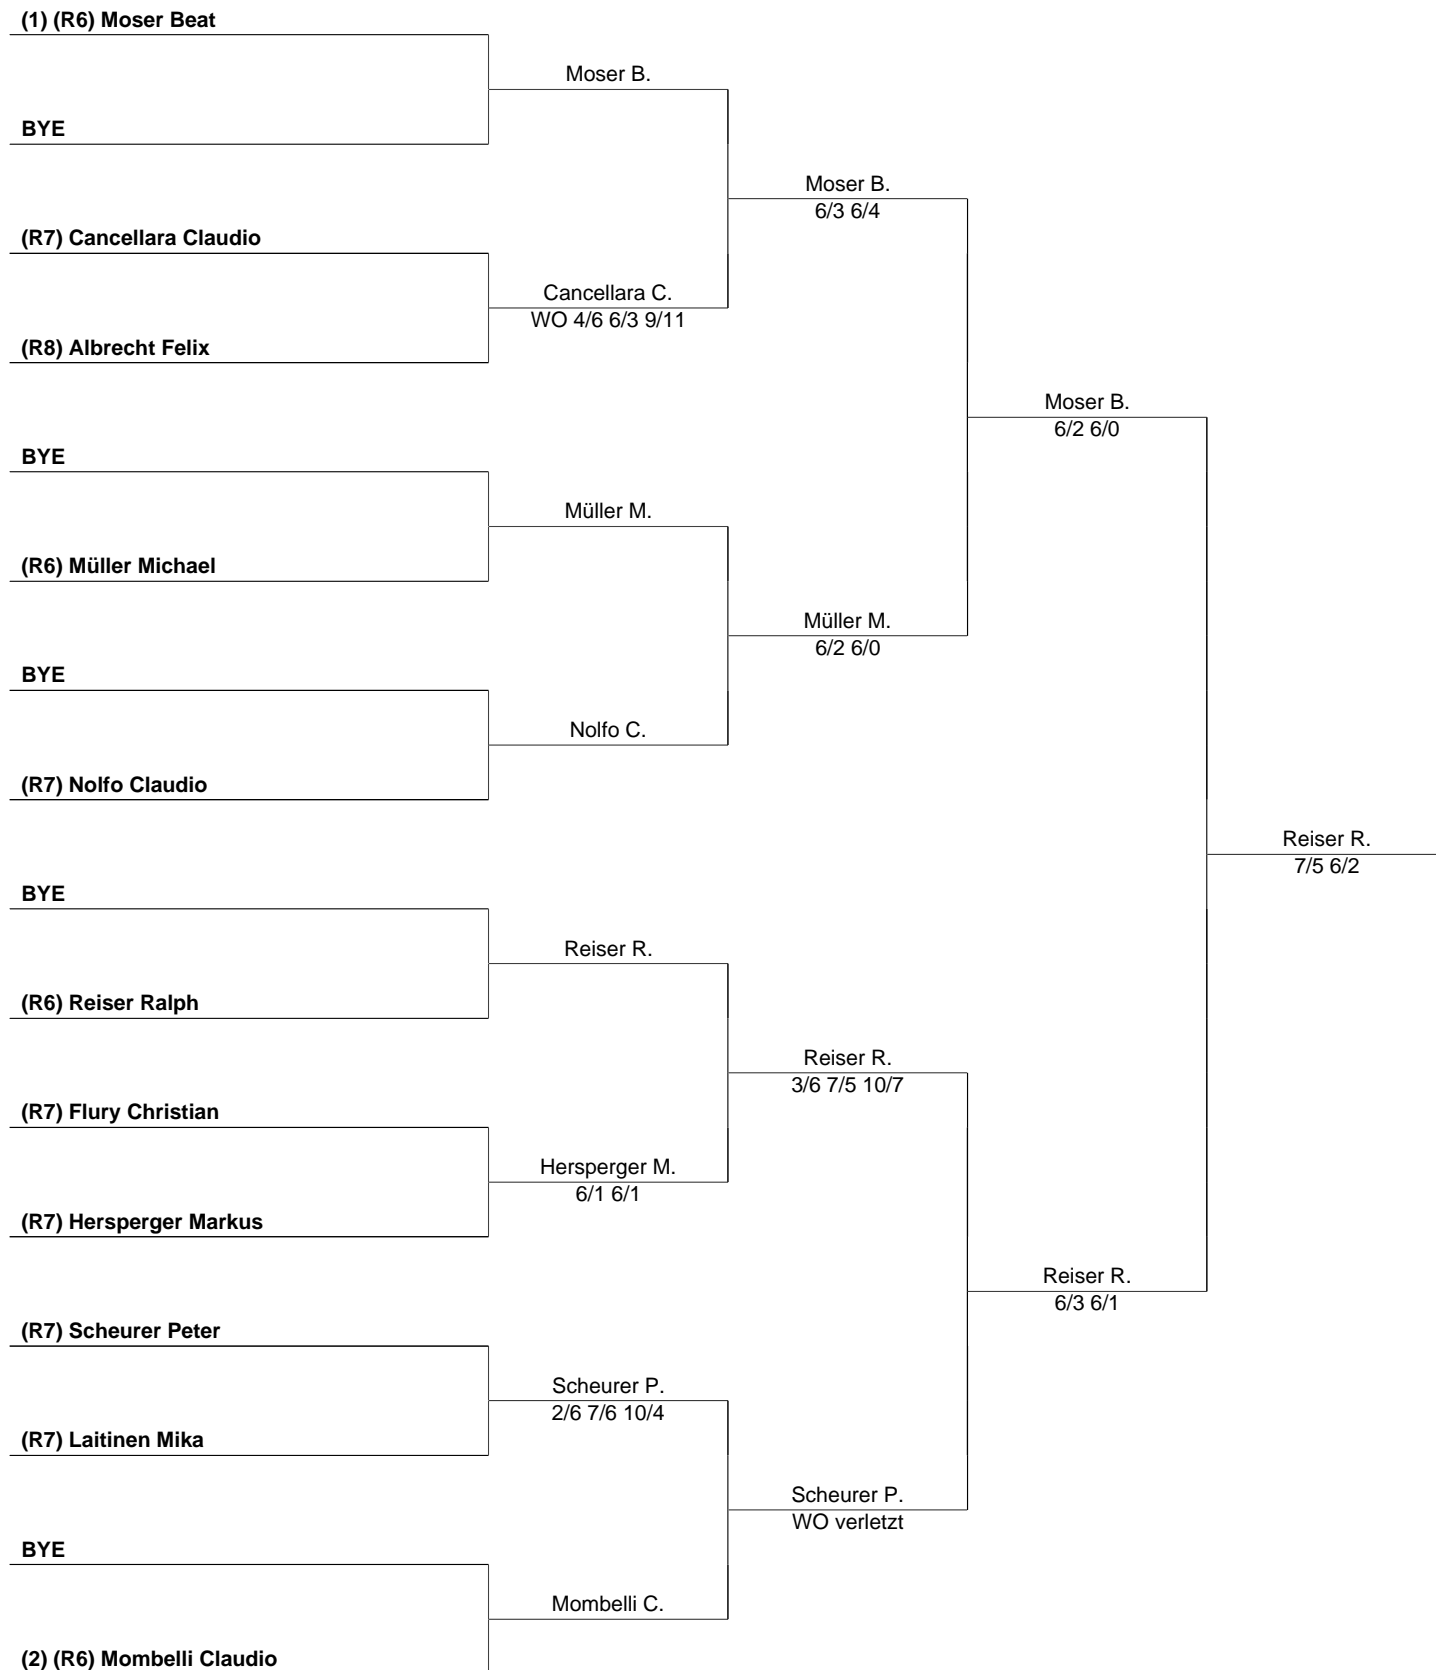 (1) (R6) Moser Beat
Moser B.
BYE
Moser B.
6/3 6/4
(R7) Cancellara Claudio
Cancellara C.
WO 4/6 6/3 9/11
(R8) Albrecht Felix
Moser B.
6/2 6/0
BYE
Müller M.
(R6) Müller Michael
Müller M.
6/2 6/0
BYE
Nolfo C.
(R7) Nolfo Claudio
Reiser R.
7/5 6/2
BYE
Reiser R.
(R6) Reiser Ralph
Reiser R.
3/6 7/5 10/7
(R7) Flury Christian
Hersperger M.
6/1 6/1
(R7) Hersperger Markus
Reiser R.
6/3 6/1
(R7) Scheurer Peter
Scheurer P.
2/6 7/6 10/4
(R7) Laitinen Mika
Scheurer P.
WO verletzt
BYE
Mombelli C.
(2) (R6) Mombelli Claudio